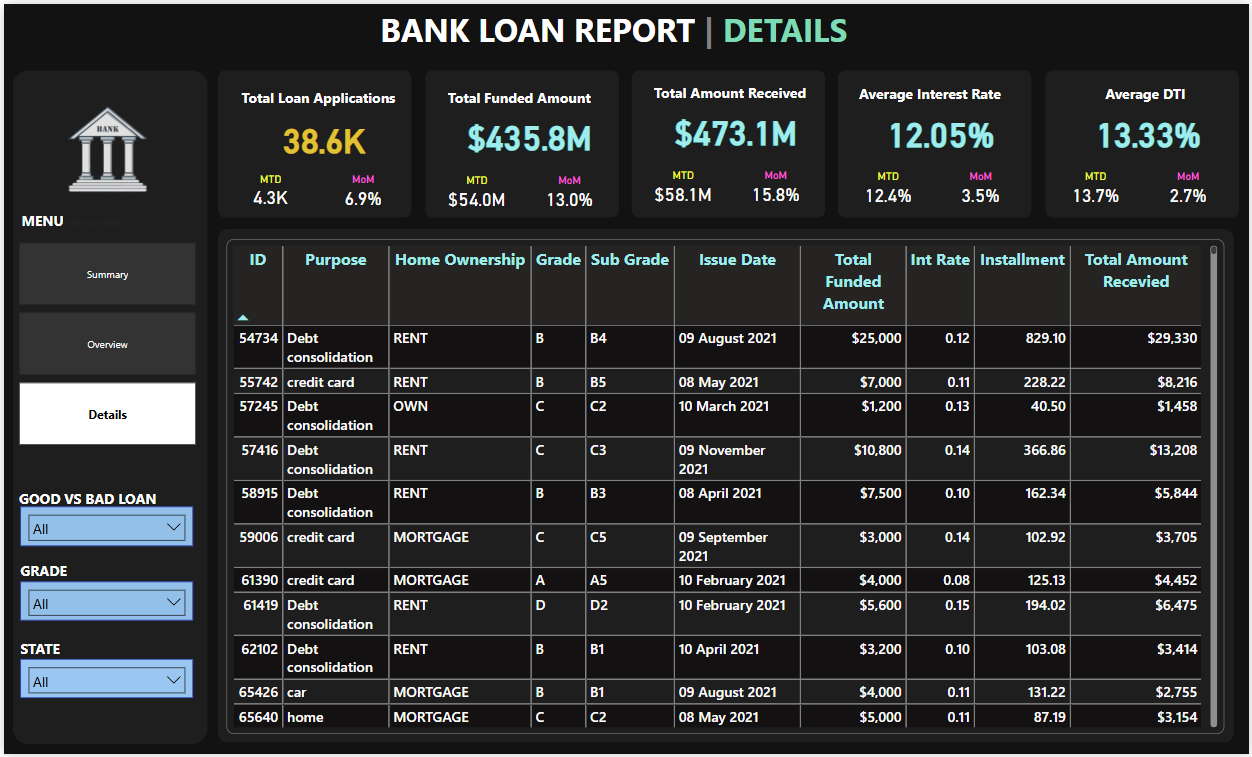 BANK LOAN REPORT | DETAILS
BANK
MENU
Summary
Overview
Details
GOOD VS BAD LOAN
All
GRADE
All
STATE
All
Total Loan Applications
38.6K
MTD MoM
4.3K 6.9%
Total Funded Amount
$435.8M
MTD MoM
$54.0M 13.0%
Total Amount Received
$473.1M
MTD MoM
$58.1M 15.8%
Average Interest Rate
12.05%
MTD MoM
12.4% 3.5%
Average DTI
13.33%
MTD MoM
13.7% 2.7%
ID Purpose Home Ownership Grade Sub Grade Issue Date Total Int Rate Installment Total Amount
Funded Recevied
Amount
54734 Debt RENT B B4 09 August 2021 $25,000 0.12 829.10 $29,330
consolidation
55742 credit card RENT B B5 08 May 2021 $7,000 0.11 228.22 $8,216
57245 Debt OWN C C2 10 March 2021 $1,200 0.13 40.50 $1,458
consolidation
57416 Debt RENT C C3 09 November $10,800 0.14 366.86 $13,208
consolidation 2021
58915 Debt RENT B B3 08 April 2021 $7,500 0.10 162.34 $5,844
consolidation
59006 credit card MORTGAGE C C5 09 September $3,000 0.14 102.92 $3,705
2021
61390 credit card MORTGAGE A A5 10 February 2021 $4,000 0.08 125.13 $4,452
61419 Debt RENT D D2 10 February 2021 $5,600 0.15 194.02 $6,475
consolidation
62102 Debt RENT B B1 10 April 2021 $3,200 0.10 103.08 $3,414
consolidation
65426 car MORTGAGE B B1 09 August 2021 $4,000 0.11 131.22 $2,755
65640 home MORTGAGE C C2 08 May 2021 $5,000 0.11 87.19 $3,154